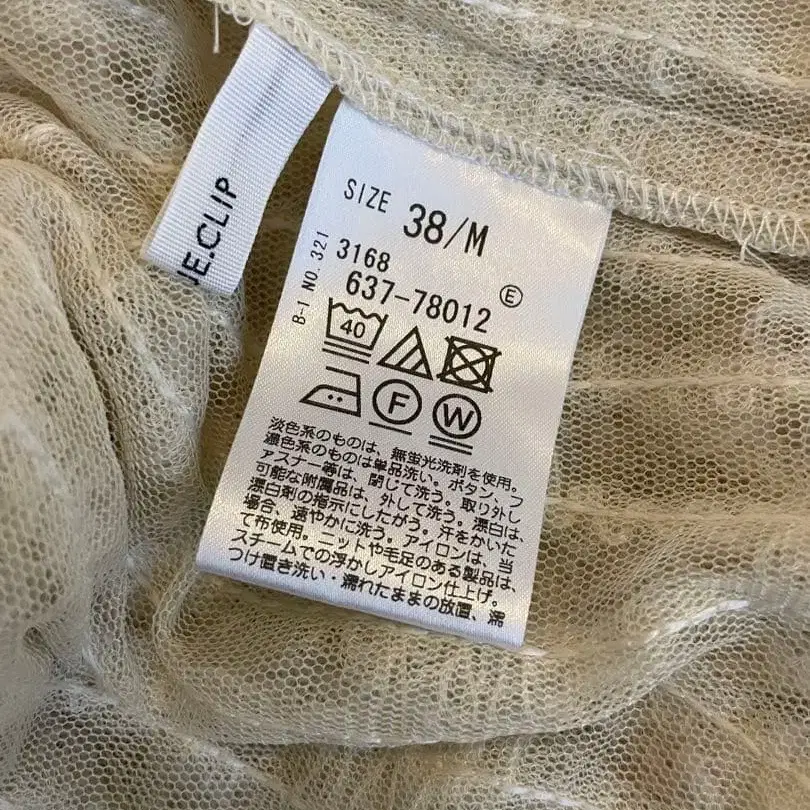 UE.CLIP
SIZE 38/M
B-1 NO. 321
3168
637-78012
E
40
F
W
淡色系のものは、無蛍光洗剤を使用。
濃色系のものは単品洗い。ボタン、フ
ァスナー等は、閉じて洗う。取り外し
可能な附属品は、外して洗う。漂白は、
漂白剤の指示にしたがう。汗をかいた
場合、速やかに洗う。アイロンは、当
て布使用。ニットや毛足のある製品は、
スチームでの浮かしアイロン仕上げ。
つけ置き洗い・濡れたままの放置、濡